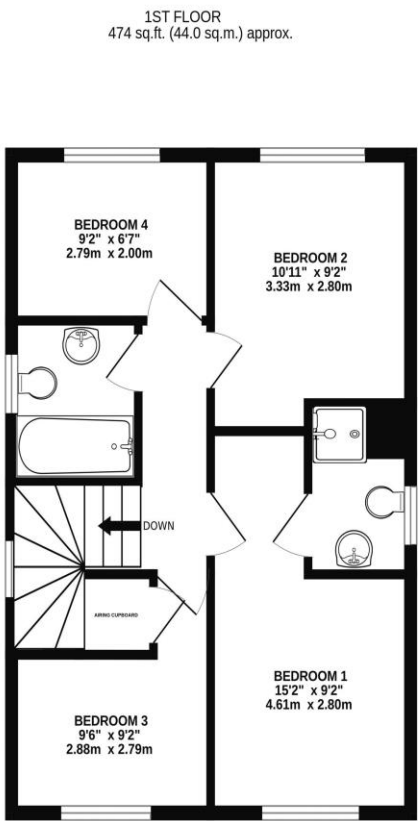 1ST FLOOR
474 sq.ft. (44.0 sq.m.) approx.
BEDROOM 4
9'2" x 6'7"
2.79m x 2.00m
BEDROOM 2
10'11" x 9'2"
3.33m x 2.80m
DOWN
AIRING CUPBOARD
BEDROOM 1
15'2" x 9'2"
4.61m x 2.80m
BEDROOM 3
9'6" x 9'2"
2.88m x 2.79m